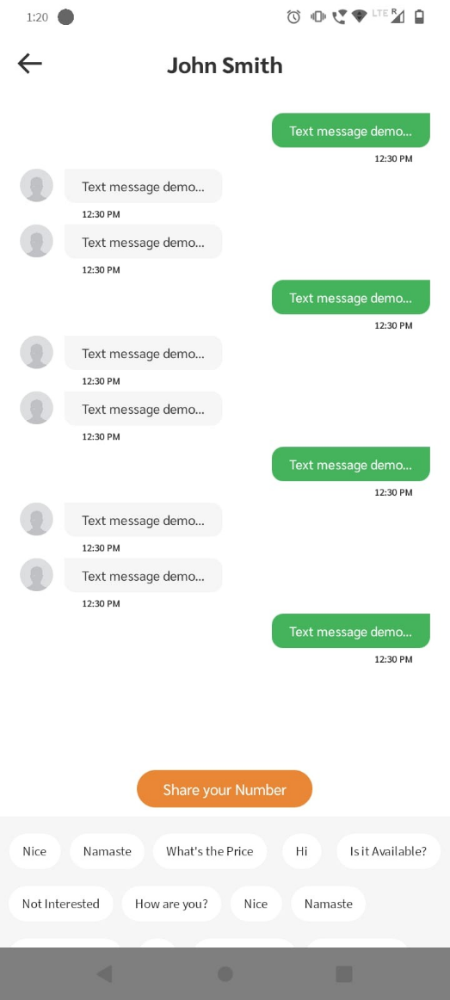 1:20
LTE R
John Smith
Text message demo...
12:30 PM
Text message demo...
12:30 PM
Text message demo...
12:30 PM
Text message demo...
12:30 PM
Text message demo...
12:30 PM
Text message demo...
12:30 PM
Text message demo...
12:30 PM
Text message demo...
12:30 PM
Text message demo...
12:30 PM
Text message demo...
12:30 PM
Share your Number
Nice Namaste What's the Price Hi Is it Available?
Not Interested How are you? Nice Namaste